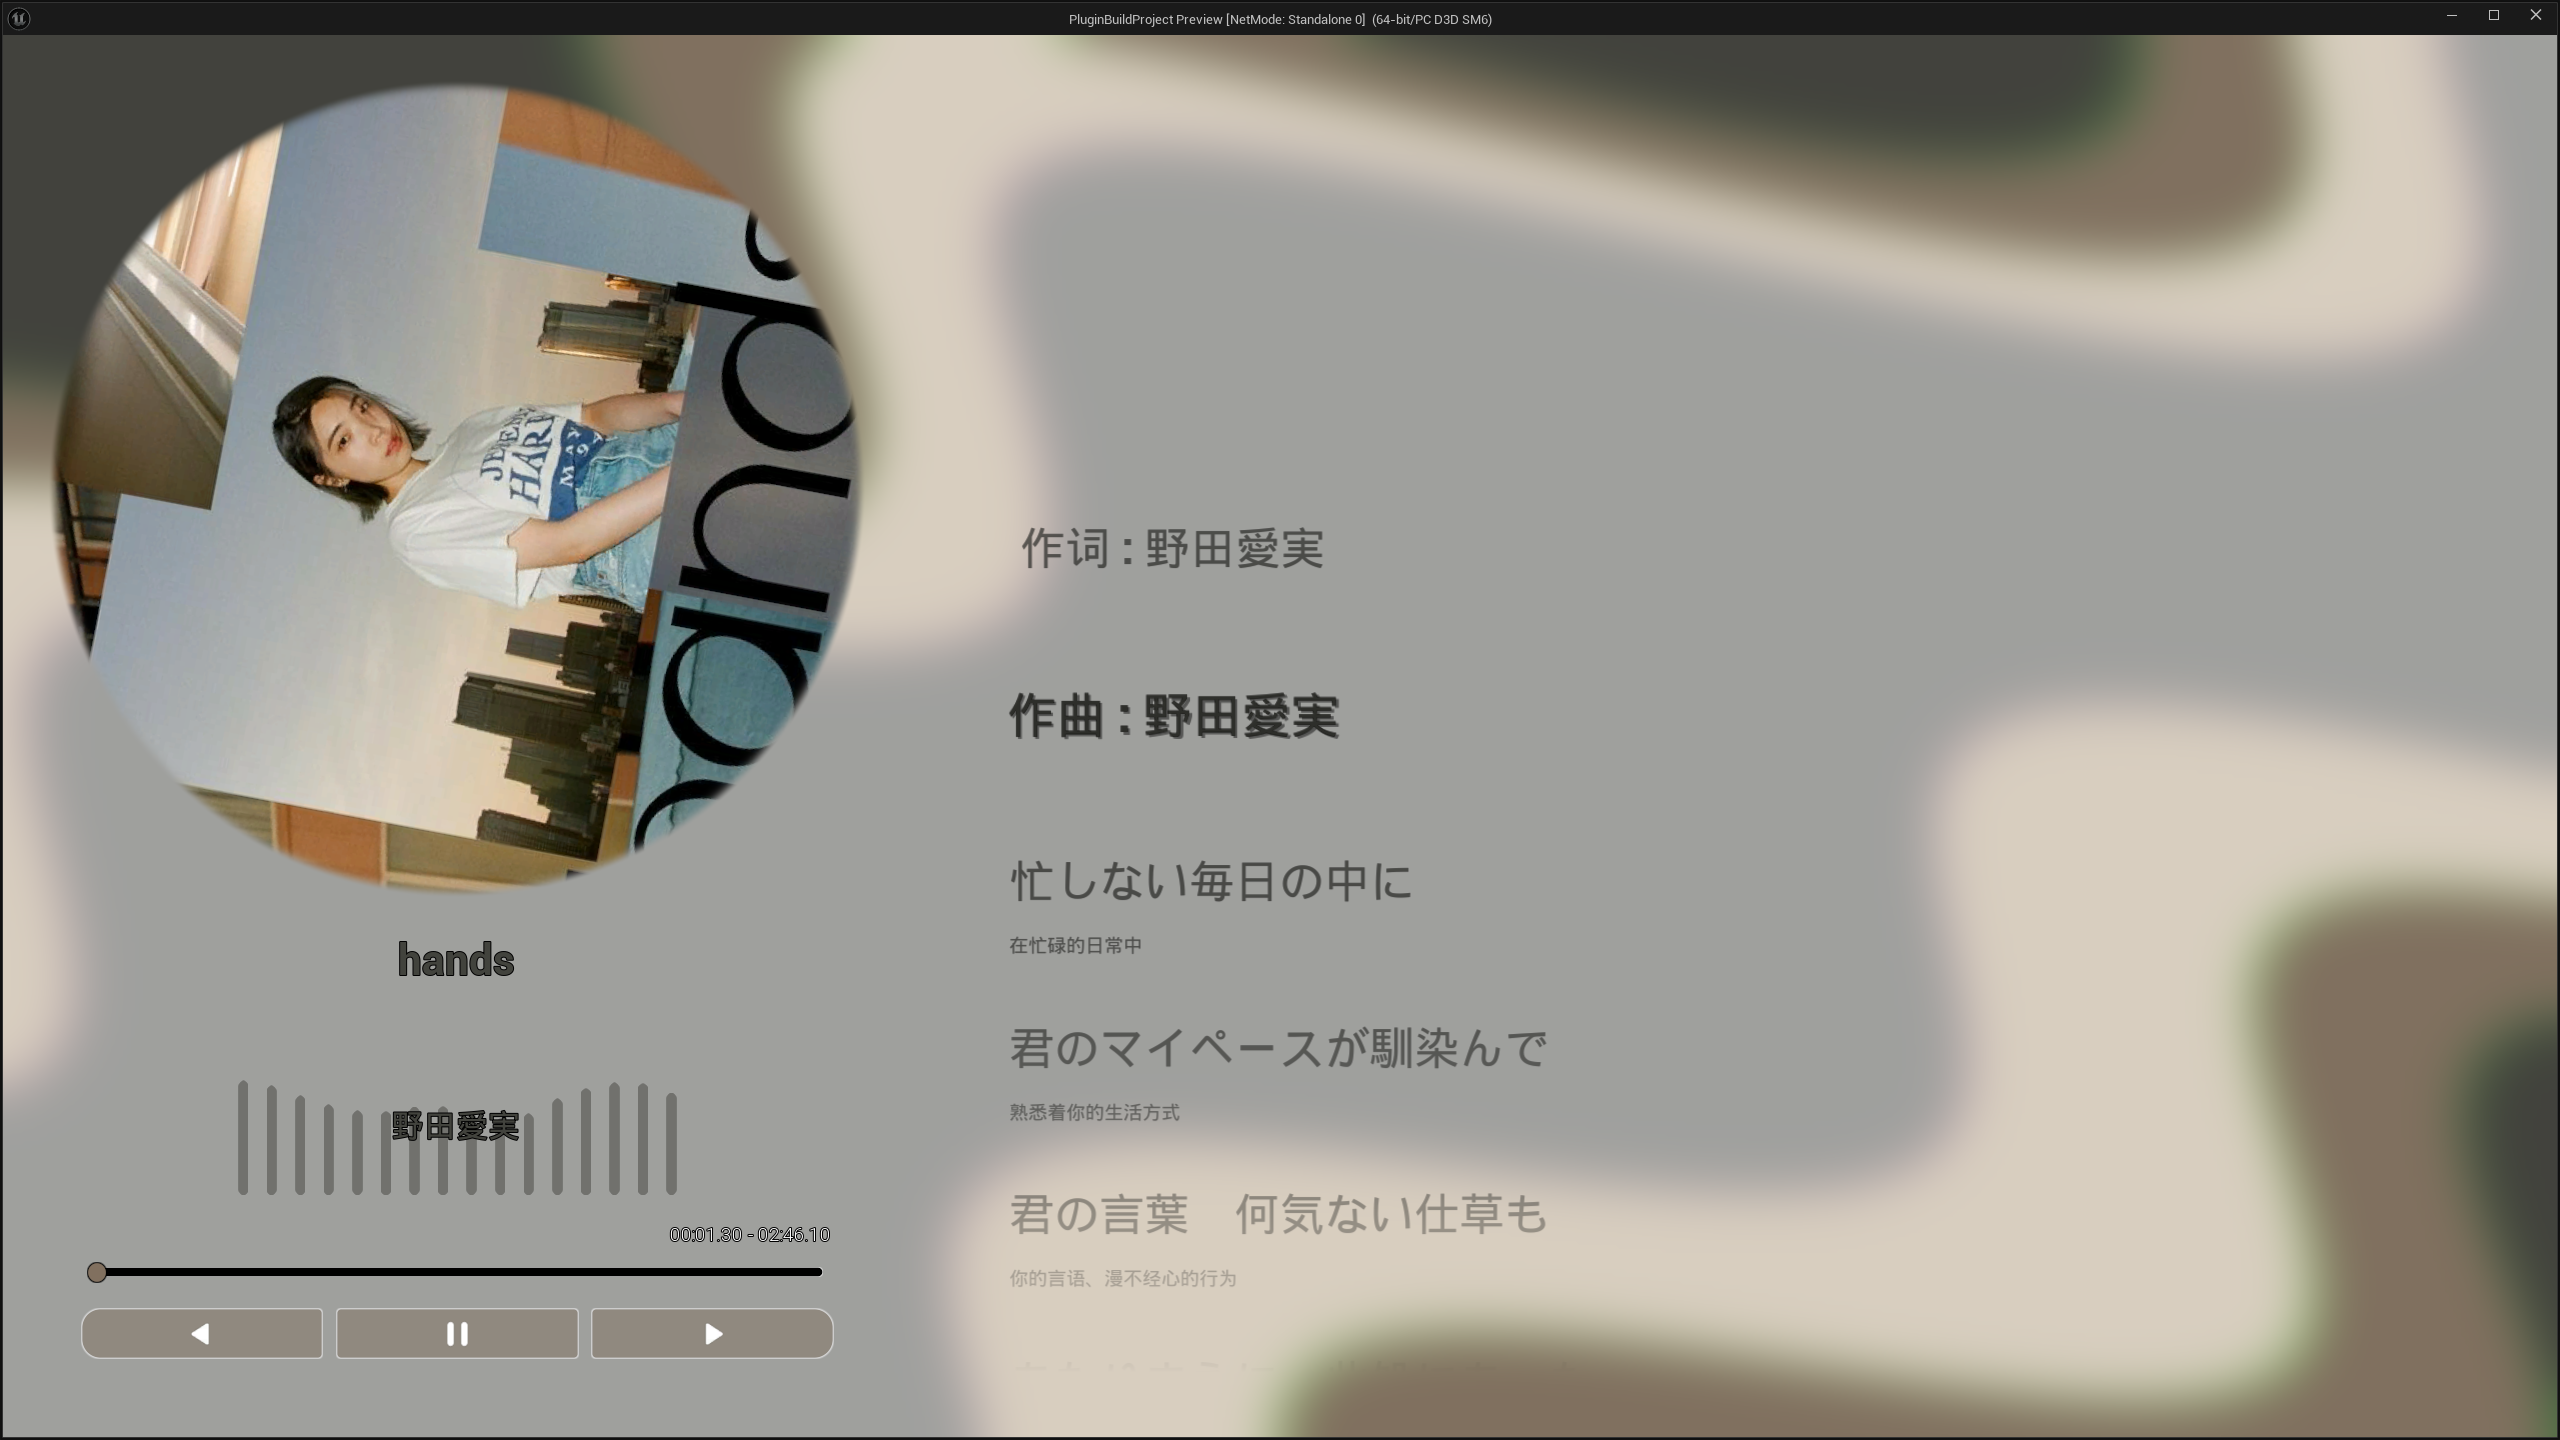 PluginBuildProject Preview [NetMode: Standalone 0] (64-bit/PC D3D SM6)
hands
JE
HAR
MAY
9
hands
野田愛実
00:01.30 - 02:46.10
作词 : 野田愛実
作曲 : 野田愛実
忙しない毎日の中に
在忙碌的日常中
君のマイペースが馴染んで
熟悉着你的生活方式
君の言葉　何気ない仕草も
你的言语、漫不经心的行为